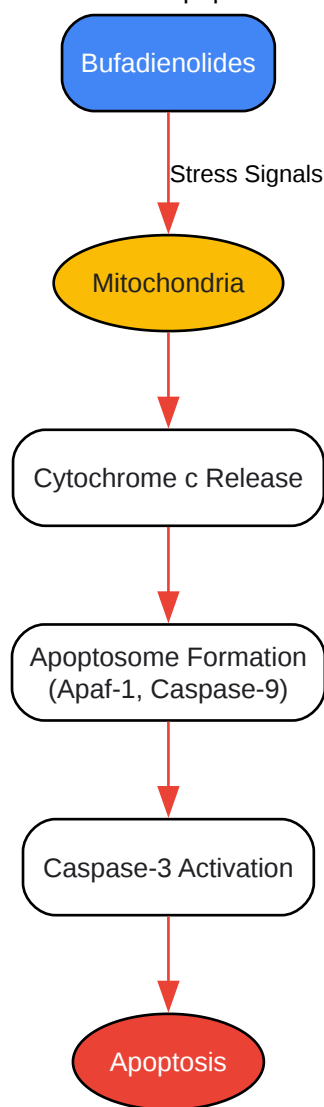 Bufadienolides
Stress Signals
Mitochondria
Cytochrome c Release
Apoptosome Formation
(Apaf-1, Caspase-9)
Caspase-3 Activation
Apoptosis